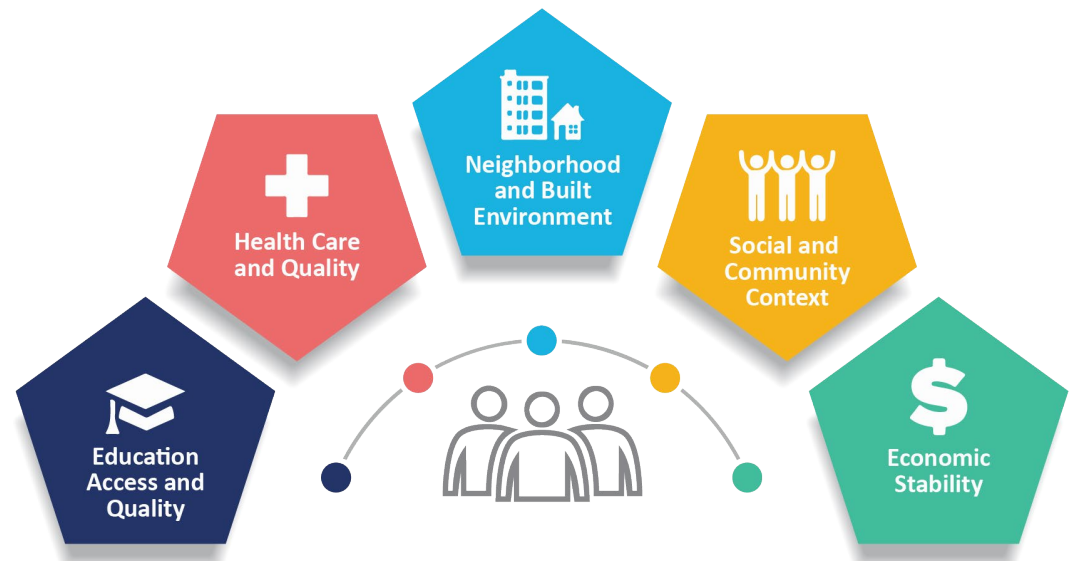 Education
Access and
Quality
Health Care
and Quality
Neighborhood
and Built
Environment
Social and
Community
Context
$
Economic
Stability